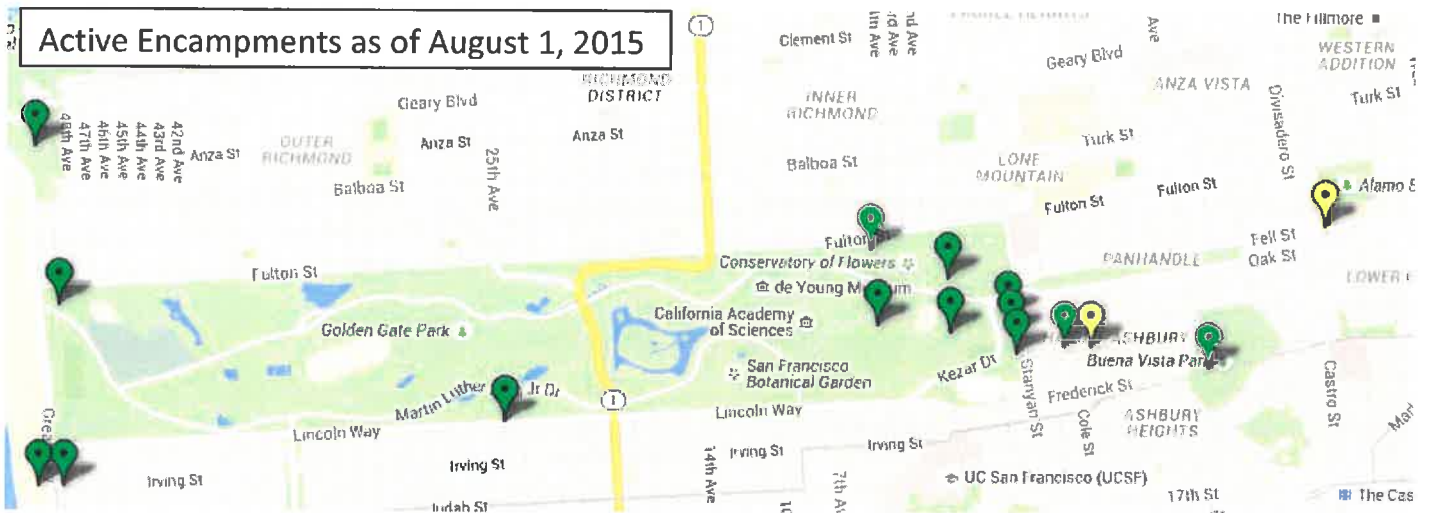 Active Encampments as of August 1, 2015
1
Clement St
Ave
The Fillmore
WESTERN
ADDITION
Geary Blvd
ANZA VISTA
Turk St
RICHMOND
DISTRICT
Geary Blvd
INNER
RICHMOND
Divisadero St
48th Ave
47th Ave
46th Ave
45th Ave
44th Ave
43rd Ave
42nd Ave
Anza St
OUTER
RICHMOND
Anza St
25th Ave
Anza St
Turk St
Balboa St
LONE
MOUNTAIN
Balboa St
Fulton St
Fulton St
Alamo
Fulton
Fell St
Oak St
PANHANDLE
Conservatory of Flowers
Fulton St
de Young
LOWER
California Academy
of Sciences
Golden Gate Park
ASHBURY
Buena Vista
San Francisco
Botanical Garden
Kezar Dr
Stanyan St
Frederick St
Cole St
Castro St
Martin Luther
Jr Dr
1
Lincoln Way
ASHBURY
HEIGHTS
Lincoln Way
Irving St
Irving St
14th Ave
Irving St
Irving St
UC San Francisco (UCSF)
17th St
The Cas
Judah St